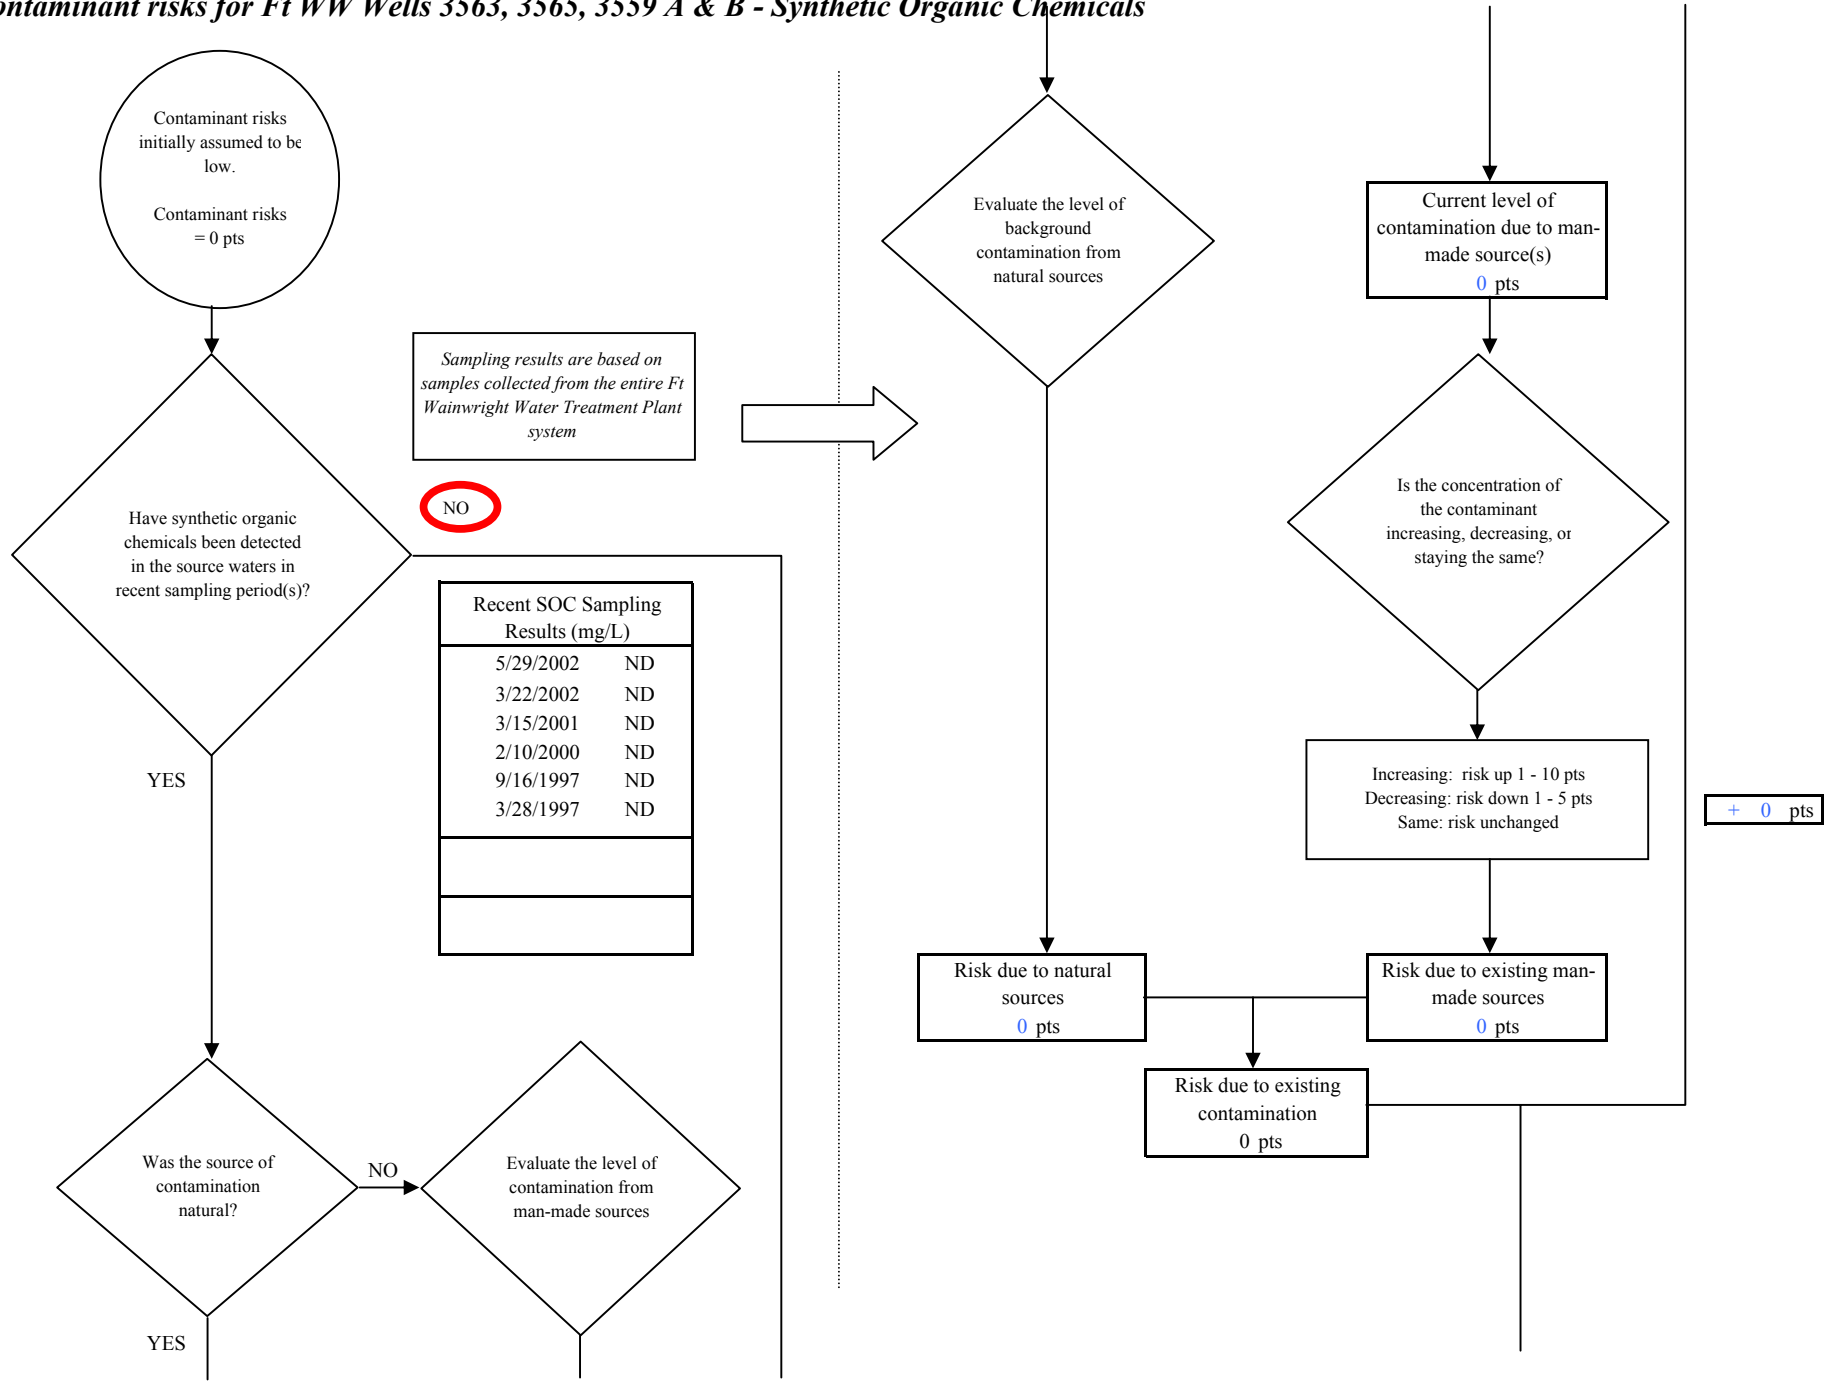 ontaminant risks for Ft WW Wells 3563, 3565, 3559 A & B - Synthetic Organic Chemicals
Contaminant risks
initially assumed to be
low.
Contaminant risks
= 0 pts
Sampling results are based on
samples collected from the entire Ft
Wainwright Water Treatment Plant
system
NO
Have synthetic organic
chemicals been detected
in the source waters in
recent sampling period(s)?
Recent SOC Sampling
Results (mg/L)
5/29/2002 ND
3/22/2002 ND
3/15/2001 ND
2/10/2000 ND
9/16/1997 ND
3/28/1997 ND
YES
Was the source of
contamination
natural?
NO
Evaluate the level of
contamination from
man-made sources
YES
Evaluate the level of
background
contamination from
natural sources
Current level of
contamination due to man-
made source(s)
0 pts
Is the concentration of
the contaminant
increasing, decreasing, or
staying the same?
Increasing: risk up 1 - 10 pts
Decreasing: risk down 1 - 5 pts
Same: risk unchanged
+ 0 pts
Risk due to natural
sources
0 pts
Risk due to existing man-
made sources
0 pts
Risk due to existing
contamination
0 pts